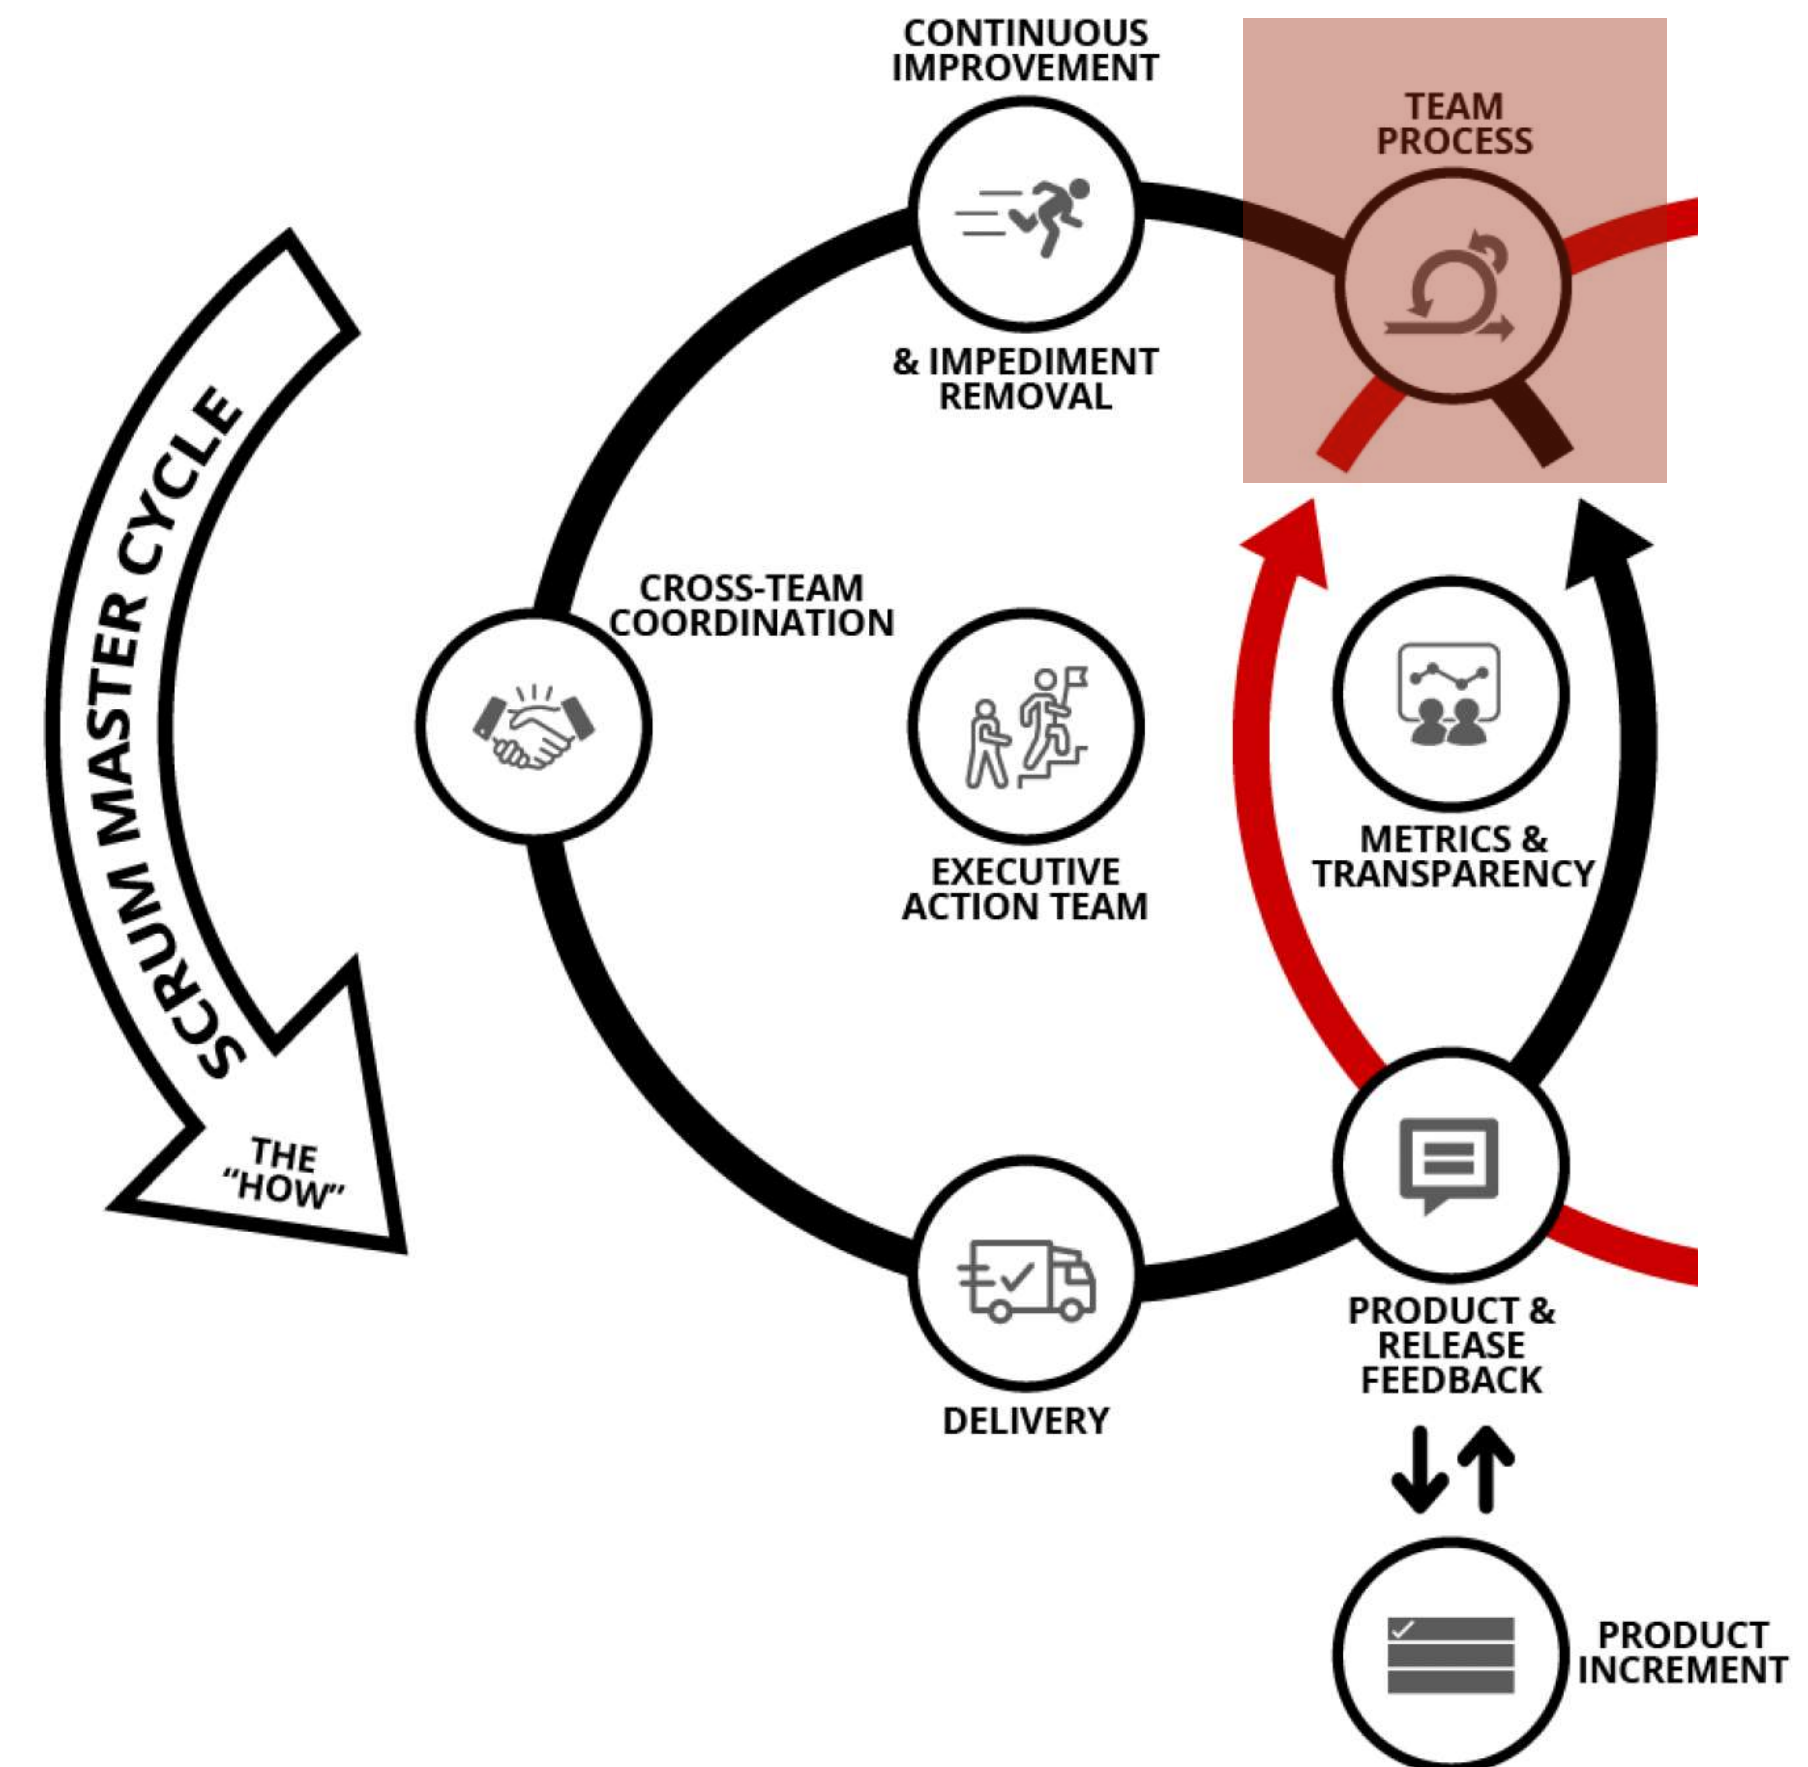 CONTINUOUS
IMPROVEMENT
& IMPEDIMENT
REMOVAL
TEAM
PROCESS
SCRUM MASTER CYCLE
THE
“HOW”
CROSS-TEAM
COORDINATION
EXECUTIVE
ACTION TEAM
METRICS &
TRANSPARENCY
DELIVERY
PRODUCT &
RELEASE
FEEDBACK
PRODUCT
INCREMENT